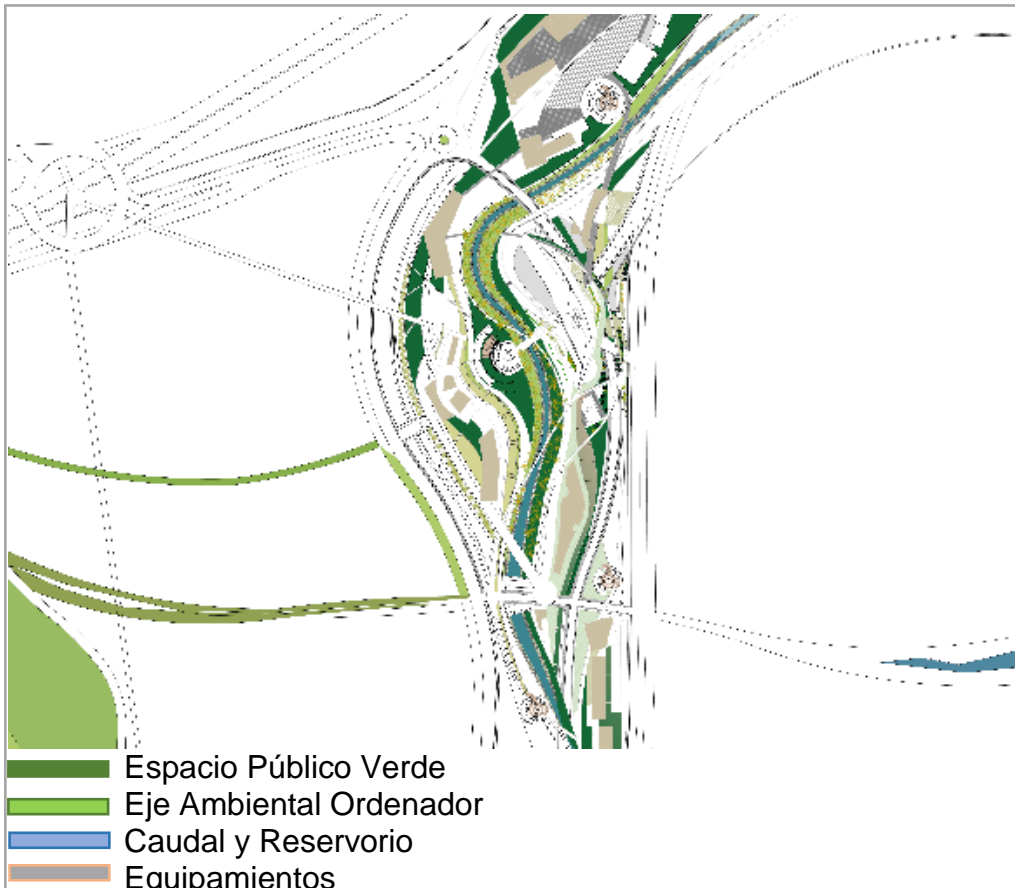 Espacio Público Verde
Eje Ambiental Ordenador
Caudal y Reservorio
Equipamientos